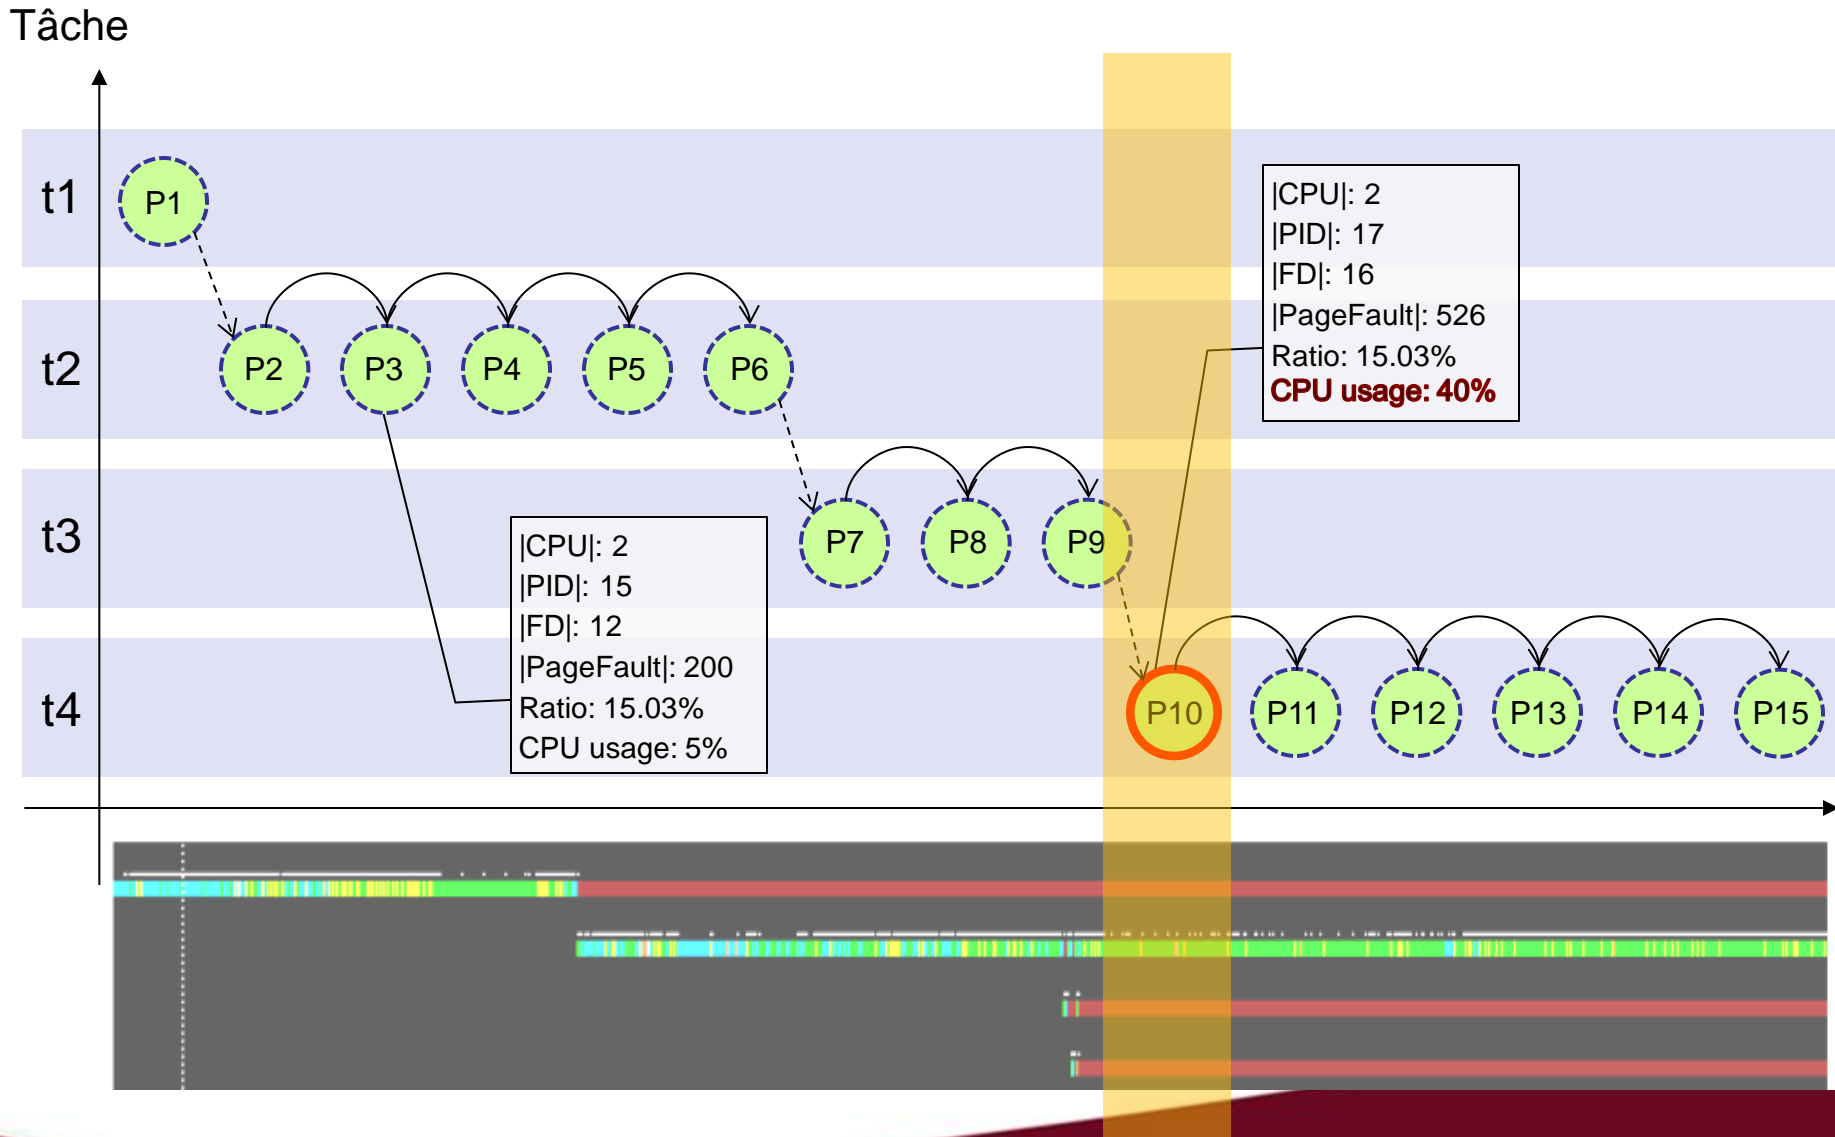 Tâche
t1
P1
|CPU|: 2
|PID|: 17
|FD|: 16
|PageFault|: 526
Ratio: 15.03%
CPU usage: 40%
t2
P2 P3 P4 P5 P6
t3
P7 P8 P9
|CPU|: 2
|PID|: 15
|FD|: 12
|PageFault|: 200
Ratio: 15.03%
CPU usage: 5%
t4
P10 P11 P12 P13 P14 P15